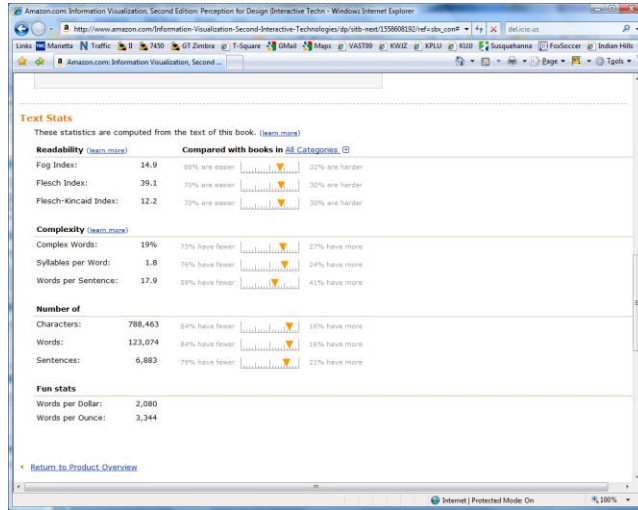 Amazon.com: Information Visualization, Second Edition: Perception for Design (Interactive Techn - Windows Internet Explorer
http://www.amazon.com/Information-Visualization-Second-Interactive-Technologies/dp/sitb-next/1558608192/ref=sbx_con#
del.icio.us
Links Marietta Traffic II 7450 GT Zimbra T-Square GMail Maps VAST09 KWJZ KPLU KUJ Susquehanna FoxSoccer Indian Hills
Amazon.com: Information Visualization, Second ... Page Tools
Text Stats
These statistics are computed from the text of this book. (learn more)
Readability (learn more) Compared with books in All Categories
Fog Index: 14.9 68% are easier 32% are harder
Flesch Index: 39.1 70% are easier 30% are harder
Flesch-Kincaid Index: 12.2 70% are easier 30% are harder
Complexity (learn more)
Complex Words: 19% 73% have fewer 27% have more
Syllables per Word: 1.8 76% have fewer 24% have more
Words per Sentence: 17.9 59% have fewer 41% have more
Number of
Characters: 788,463 84% have fewer 16% have more
Words: 123,074 84% have fewer 16% have more
Sentences: 6,883 79% have fewer 21% have more
Fun stats
Words per Dollar: 2,080
Words per Ounce: 3,344
Return to Product Overview
Internet | Protected Mode: On 100%